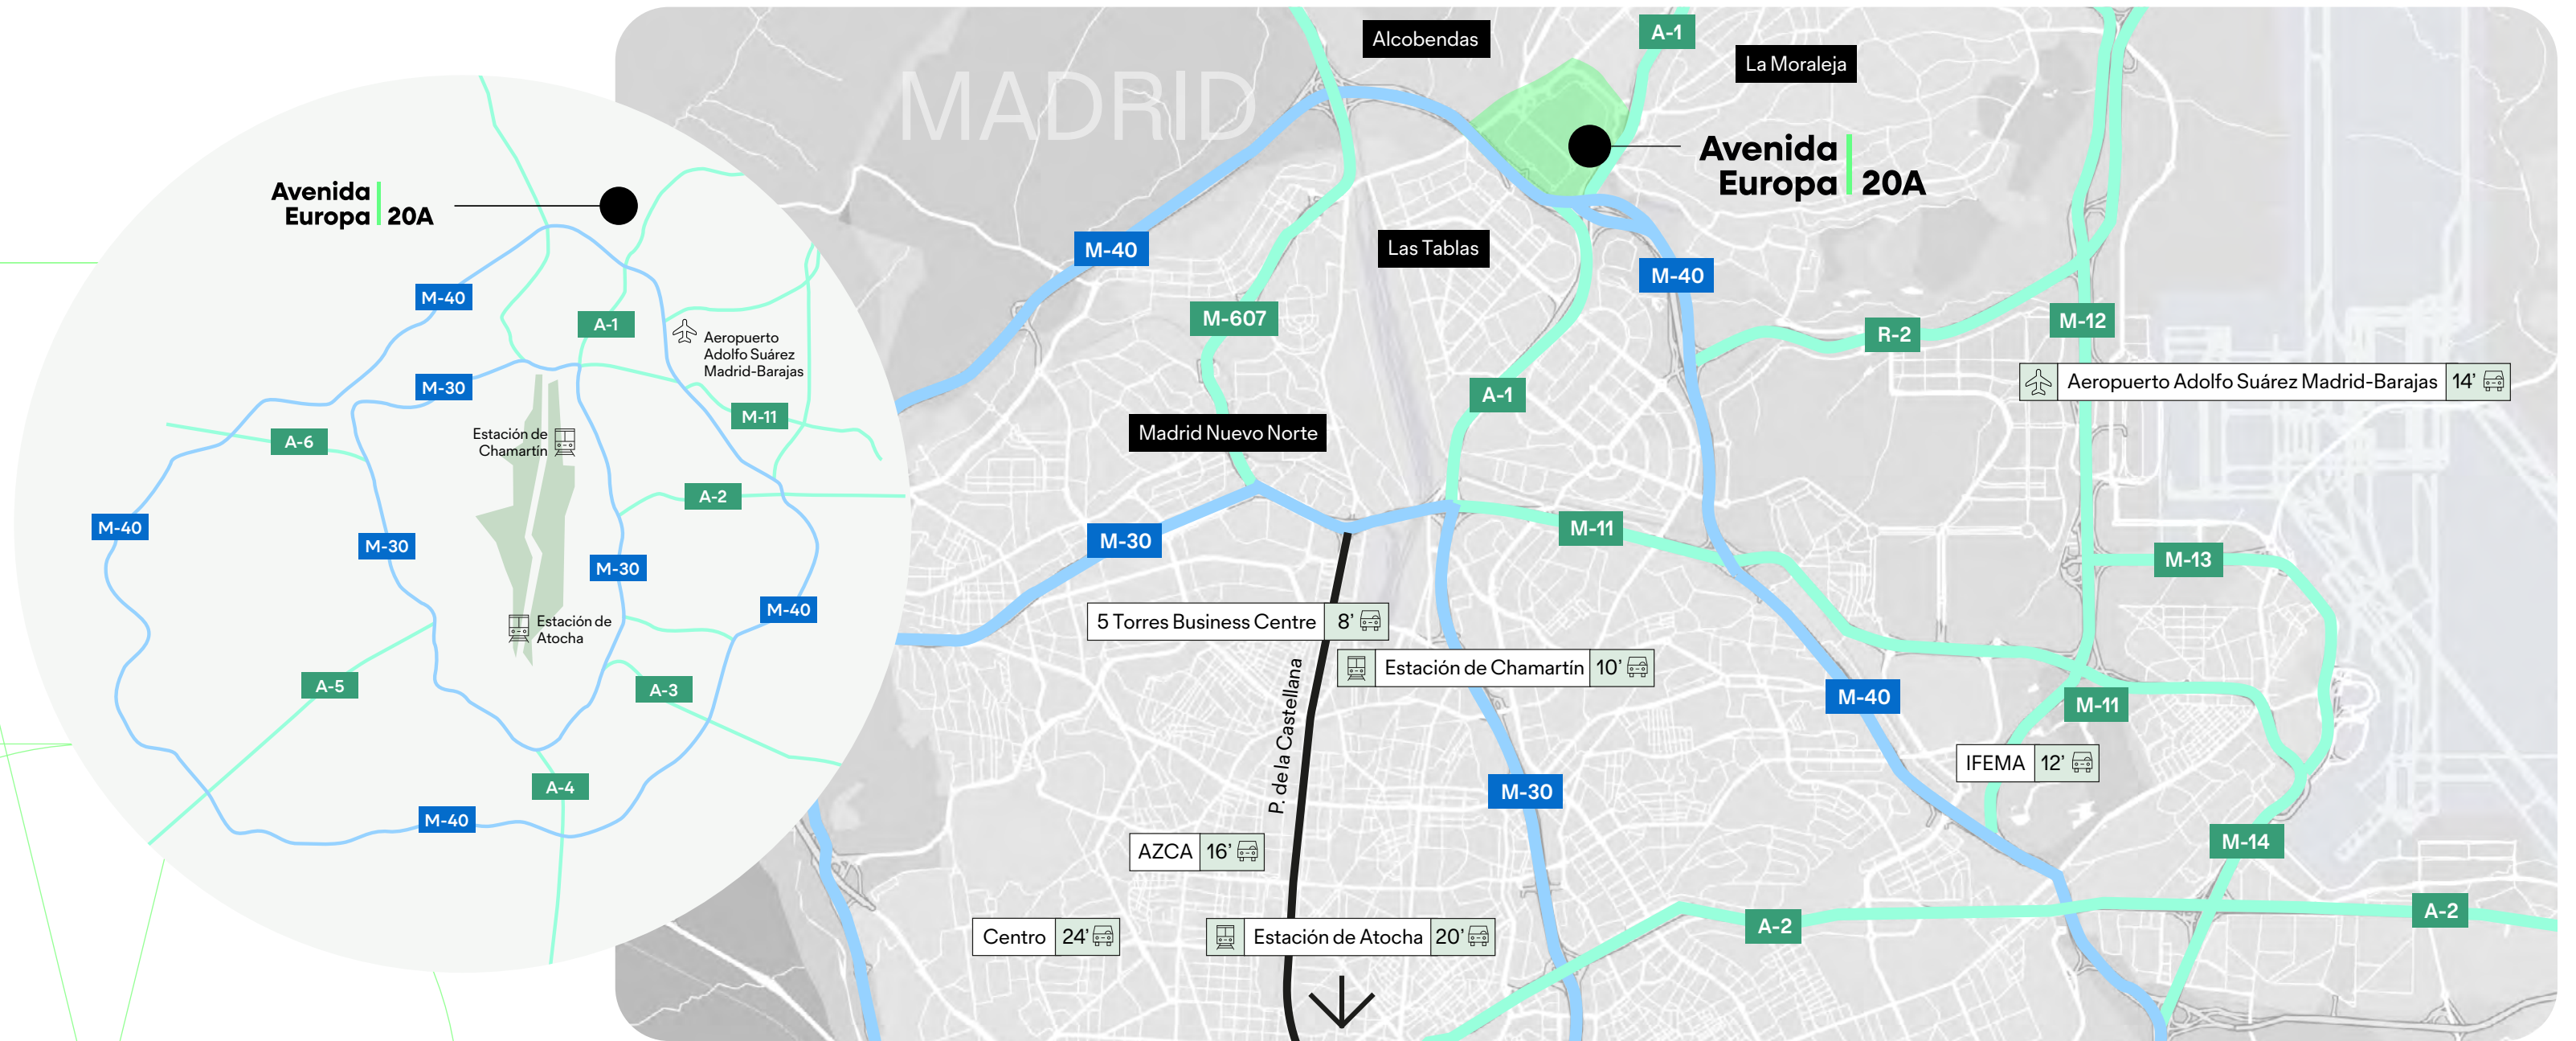 Avenida
Europa 20A
M-40
A-1
Aeropuerto
Adolfo Suárez
Madrid-Barajas
M-30
M-11
Estación de
Chamartín
A-6
A-2
M-40
M-30
M-30
M-40
Estación de
Atocha
A-5
A-3
A-4
M-40
MADRID
Alcobendas
A-1
La Moraleja
Avenida
Europa 20A
M-40
Las Tablas
M-40
M-607
R-2
M-12
Aeropuerto Adolfo Suárez Madrid-Barajas 14’
A-1
Madrid Nuevo Norte
M-30
M-11
M-13
5 Torres Business Centre 8’
Estación de Chamartín 10’
P. de la Castellana
M-40
M-11
IFEMA 12’
M-30
M-14
AZCA 16’
A-2
A-2
Centro 24’
Estación de Atocha 20’